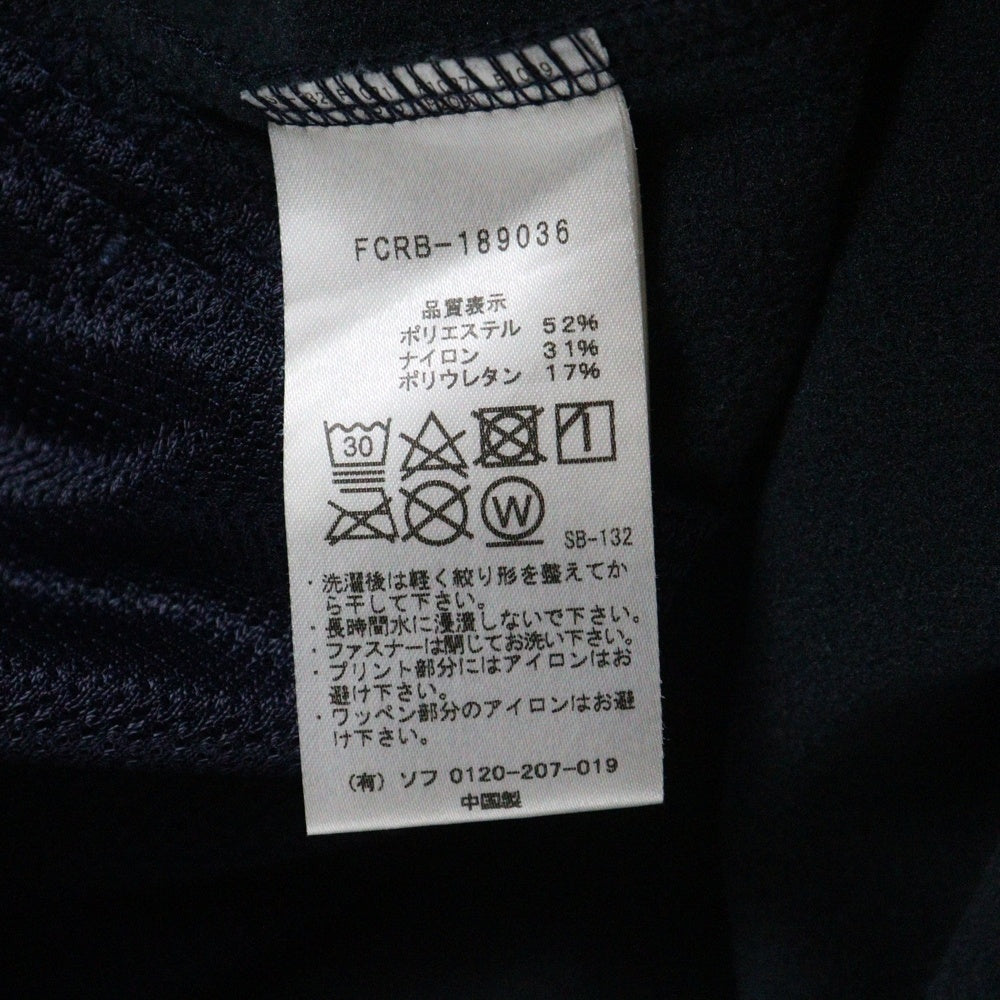 FCRB-189036
品質表示
ポリエステル 52%
ナイロン 31%
ポリウレタン 17%
30
W
SB-132
・洗濯後は軽く絞り形を整えてか
ら干して下さい。
・長時間水に浸漬しないで下さい。
・ファスナーは閉じてお洗い下さい。
・プリント部分にはアイロンはお
避け下さい。
・ワッペン部分のアイロンはお避
け下さい。
(有) ソフ 0120-207-019
中国製